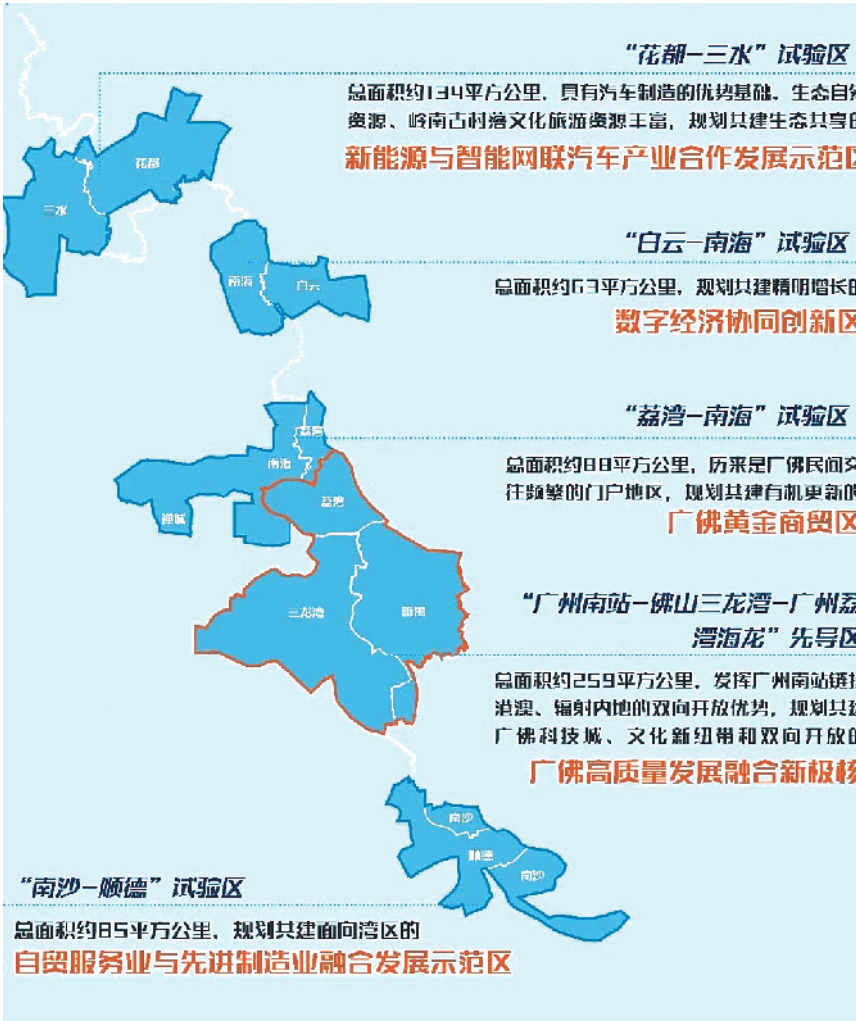 “花都—三水”试验区
总面积约134平方公里，具有汽车制造的优势基础，生态自然
资源、岭南古村落文化旅游资源丰富，规划共建生态共享的
新能源与智能网联汽车产业合作发展示范区
花都
三水
“白云—南海”试验区
南海
白云
总面积约63平方公里，规划共建精明增长的
数字经济协同创新区
“荔湾—南海”试验区
荔湾
南海
总面积约88平方公里，历来是广佛民间交
往频繁的门户地区，规划共建有机更新的
荔湾
禅城
广佛黄金商贸区
“广州南站—佛山三龙湾—广州荔
湾海龙”先导区
三龙湾
番禺
总面积约259平方公里，发挥广州南站链接
港澳、辐射内地的双向开放优势，规划共建
广佛科技城、文化新纽带和双向开放的
广佛高质量发展融合新极核
南沙
顺德
南沙
“南沙—顺德”试验区
总面积约85平方公里，规划共建面向湾区的
自贸服务业与先进制造业融合发展示范区